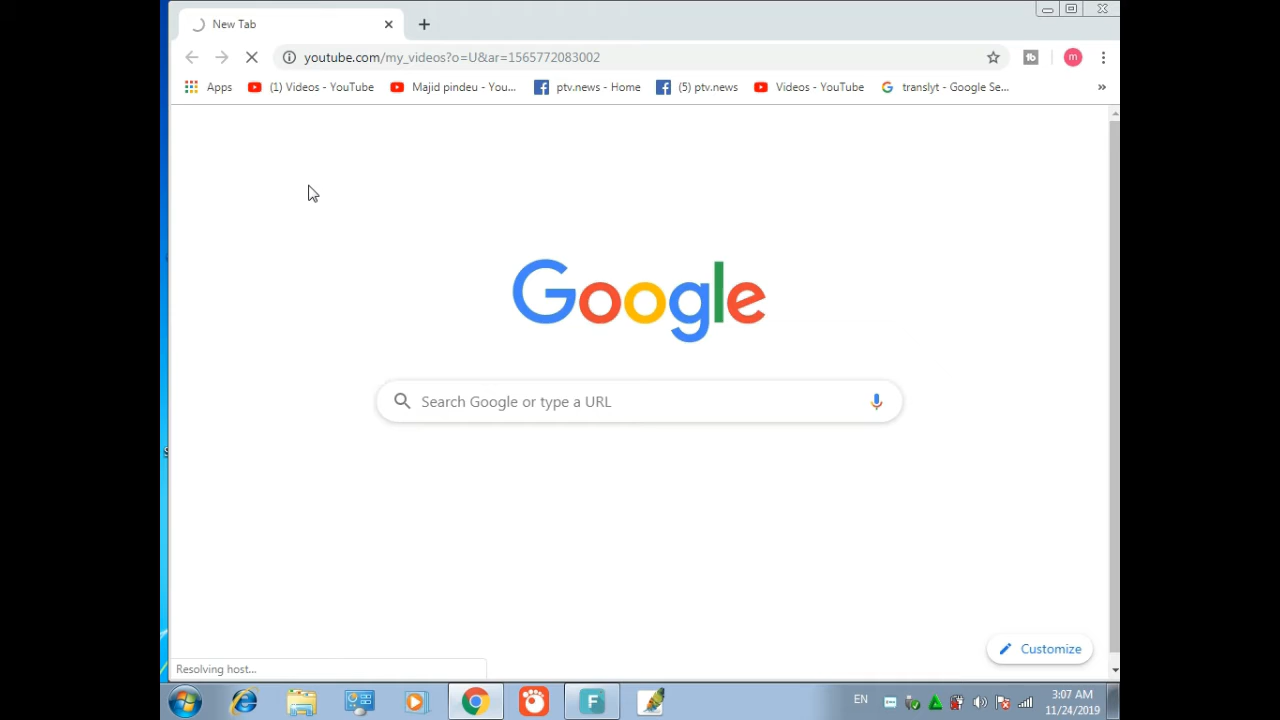 New Tab
youtube.com/my_videos?o=U&ar=1565772083002
tb
m
Apps
(1) Videos - YouTube
Majid pindeu - You...
ptv.news - Home
(5) ptv.news
Videos - YouTube
translyt - Google Se...
»
Google
Search Google or type a URL
Customize
Resolving host...
F
EN
3:07 AM
11/24/2019